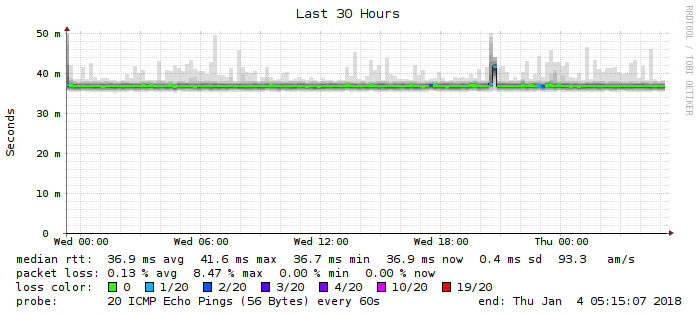 Last 30 Hours
RRDTOOL / TOBI OETIKER
Seconds
50 m
40 m
30 m
20 m
10 m
0
Wed 00:00 Wed 06:00 Wed 12:00 Wed 18:00 Thu 00:00
median rtt: 36.9 ms avg 41.6 ms max 36.7 ms min 36.9 ms now 0.4 ms sd 93.3 am/s
packet loss: 0.13 % avg 8.47 % max 0.00 % min 0.00 % now
loss color: 0 1/20 2/20 3/20 4/20 10/20 19/20
probe: 20 ICMP Echo Pings (56 Bytes) every 60s end: Thu Jan 4 05:15:07 2018